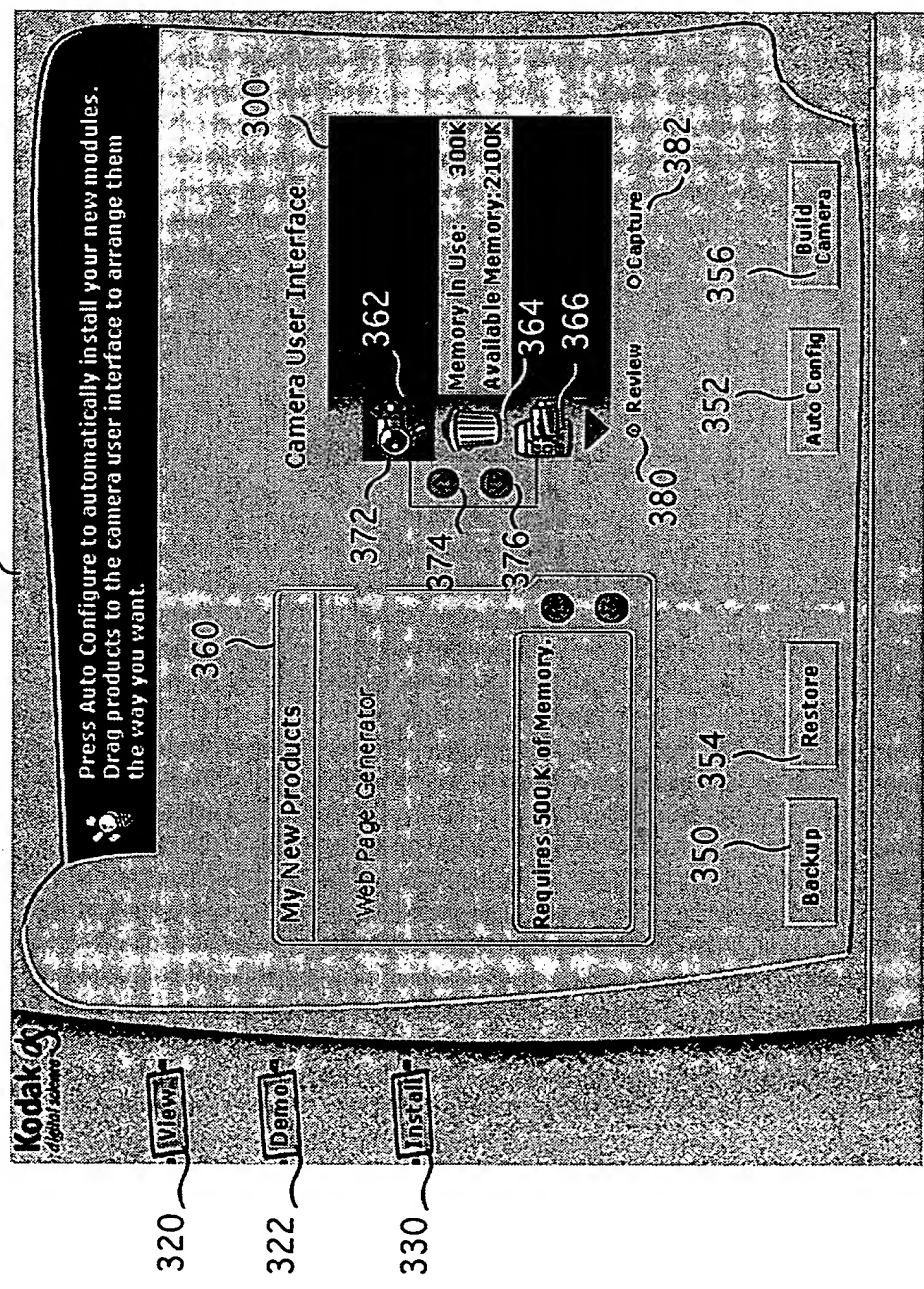 Kodak ds
digital science
Press Auto Configure to automatically install your new modules.
Drag products to the camera user interface to arrange them
the way you want.
320
View
322
Demo
330
Install
360
My New Products
Web Page Generator
Requires 500 K of Memory.
Camera User Interface
300
362
372
374
376
Memory In Use: 300K
Available Memory: 2100K
364
366
380
Review
Capture
382
350
354
352
356
Backup
Restore
Auto Config
Build
Camera